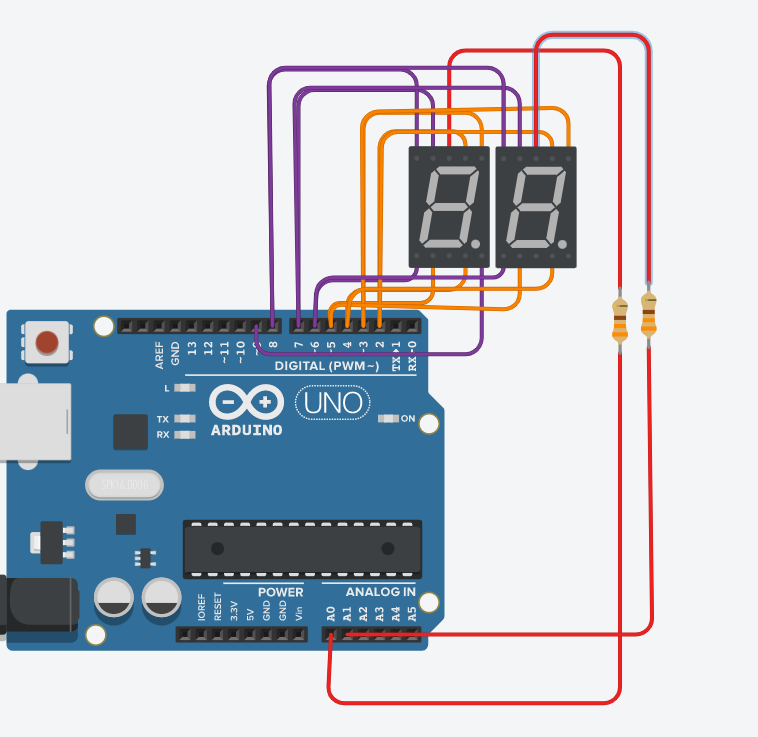 AREF
GND
13
12
~11
~10
~9
8
7
~6
~5
4
~3
2
TX→1
RX←0
DIGITAL (PWM~)
L
TX
RX
UNO
ON
ARDUINO
POWER
ANALOG IN
IOREF
RESET
3.3V
5V
GND
GND
Vin
A0
A1
A2
A3
A4
A5